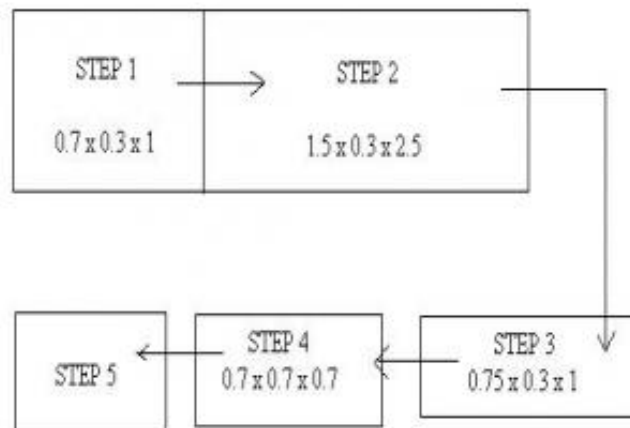 STEP 1
0.7 x 0.3 x 1
STEP 2
1.5 x 0.3 x 2.5
STEP 3
0.75 x 0.3 x 1
STEP 4
0.7 x 0.7 x 0.7
STEP 5